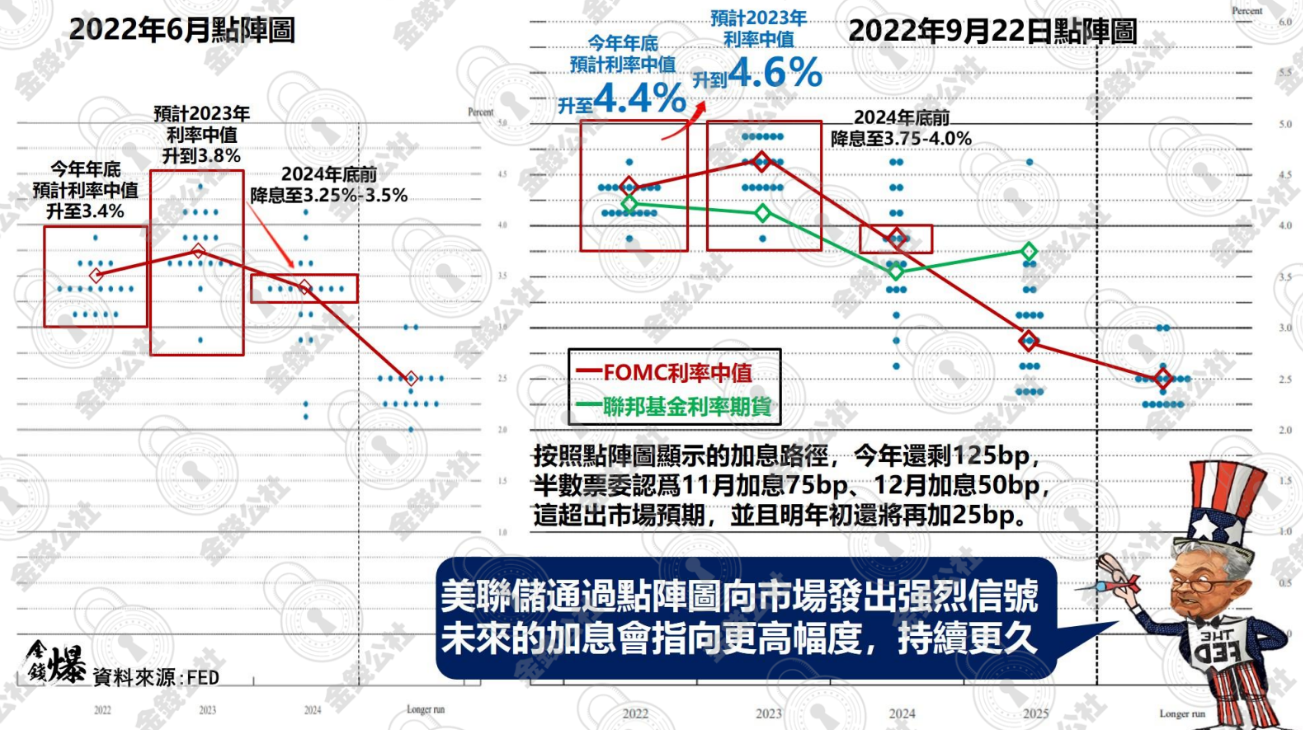 2022年6月點陣圖
預計2023年
利率中值
升到3.8%
今年年底
預計利率中值
升至3.4%
2024年底前
降息至3.25%-3.5%
Percent
5.0
4.5
4.0
3.5
3.0
2.5
2.0
1.5
1.0
2022
2023
2024
Longer run
金錢爆
資料來源:FED
2022年9月22日點陣圖
Percent
今年年底
預計利率中值
升至4.4%
預計2023年
利率中值
升到4.6%
2024年底前
降息至3.75-4.0%
6.0
5.5
5.0
4.5
4.0
3.5
3.0
2.5
2.0
1.5
1.0
0.5
FOMC利率中值
聯邦基金利率期貨
按照點陣圖顯示的加息路徑，今年還剩125bp，
半數票委認爲11月加息75bp、12月加息50bp，
這超出市場預期，並且明年初還將再加25bp。
美聯儲通過點陣圖向市場發出强烈信號
未來的加息會指向更高幅度，持續更久
THE
FED
2022
2023
2024
2025
Longer run
金錢公社